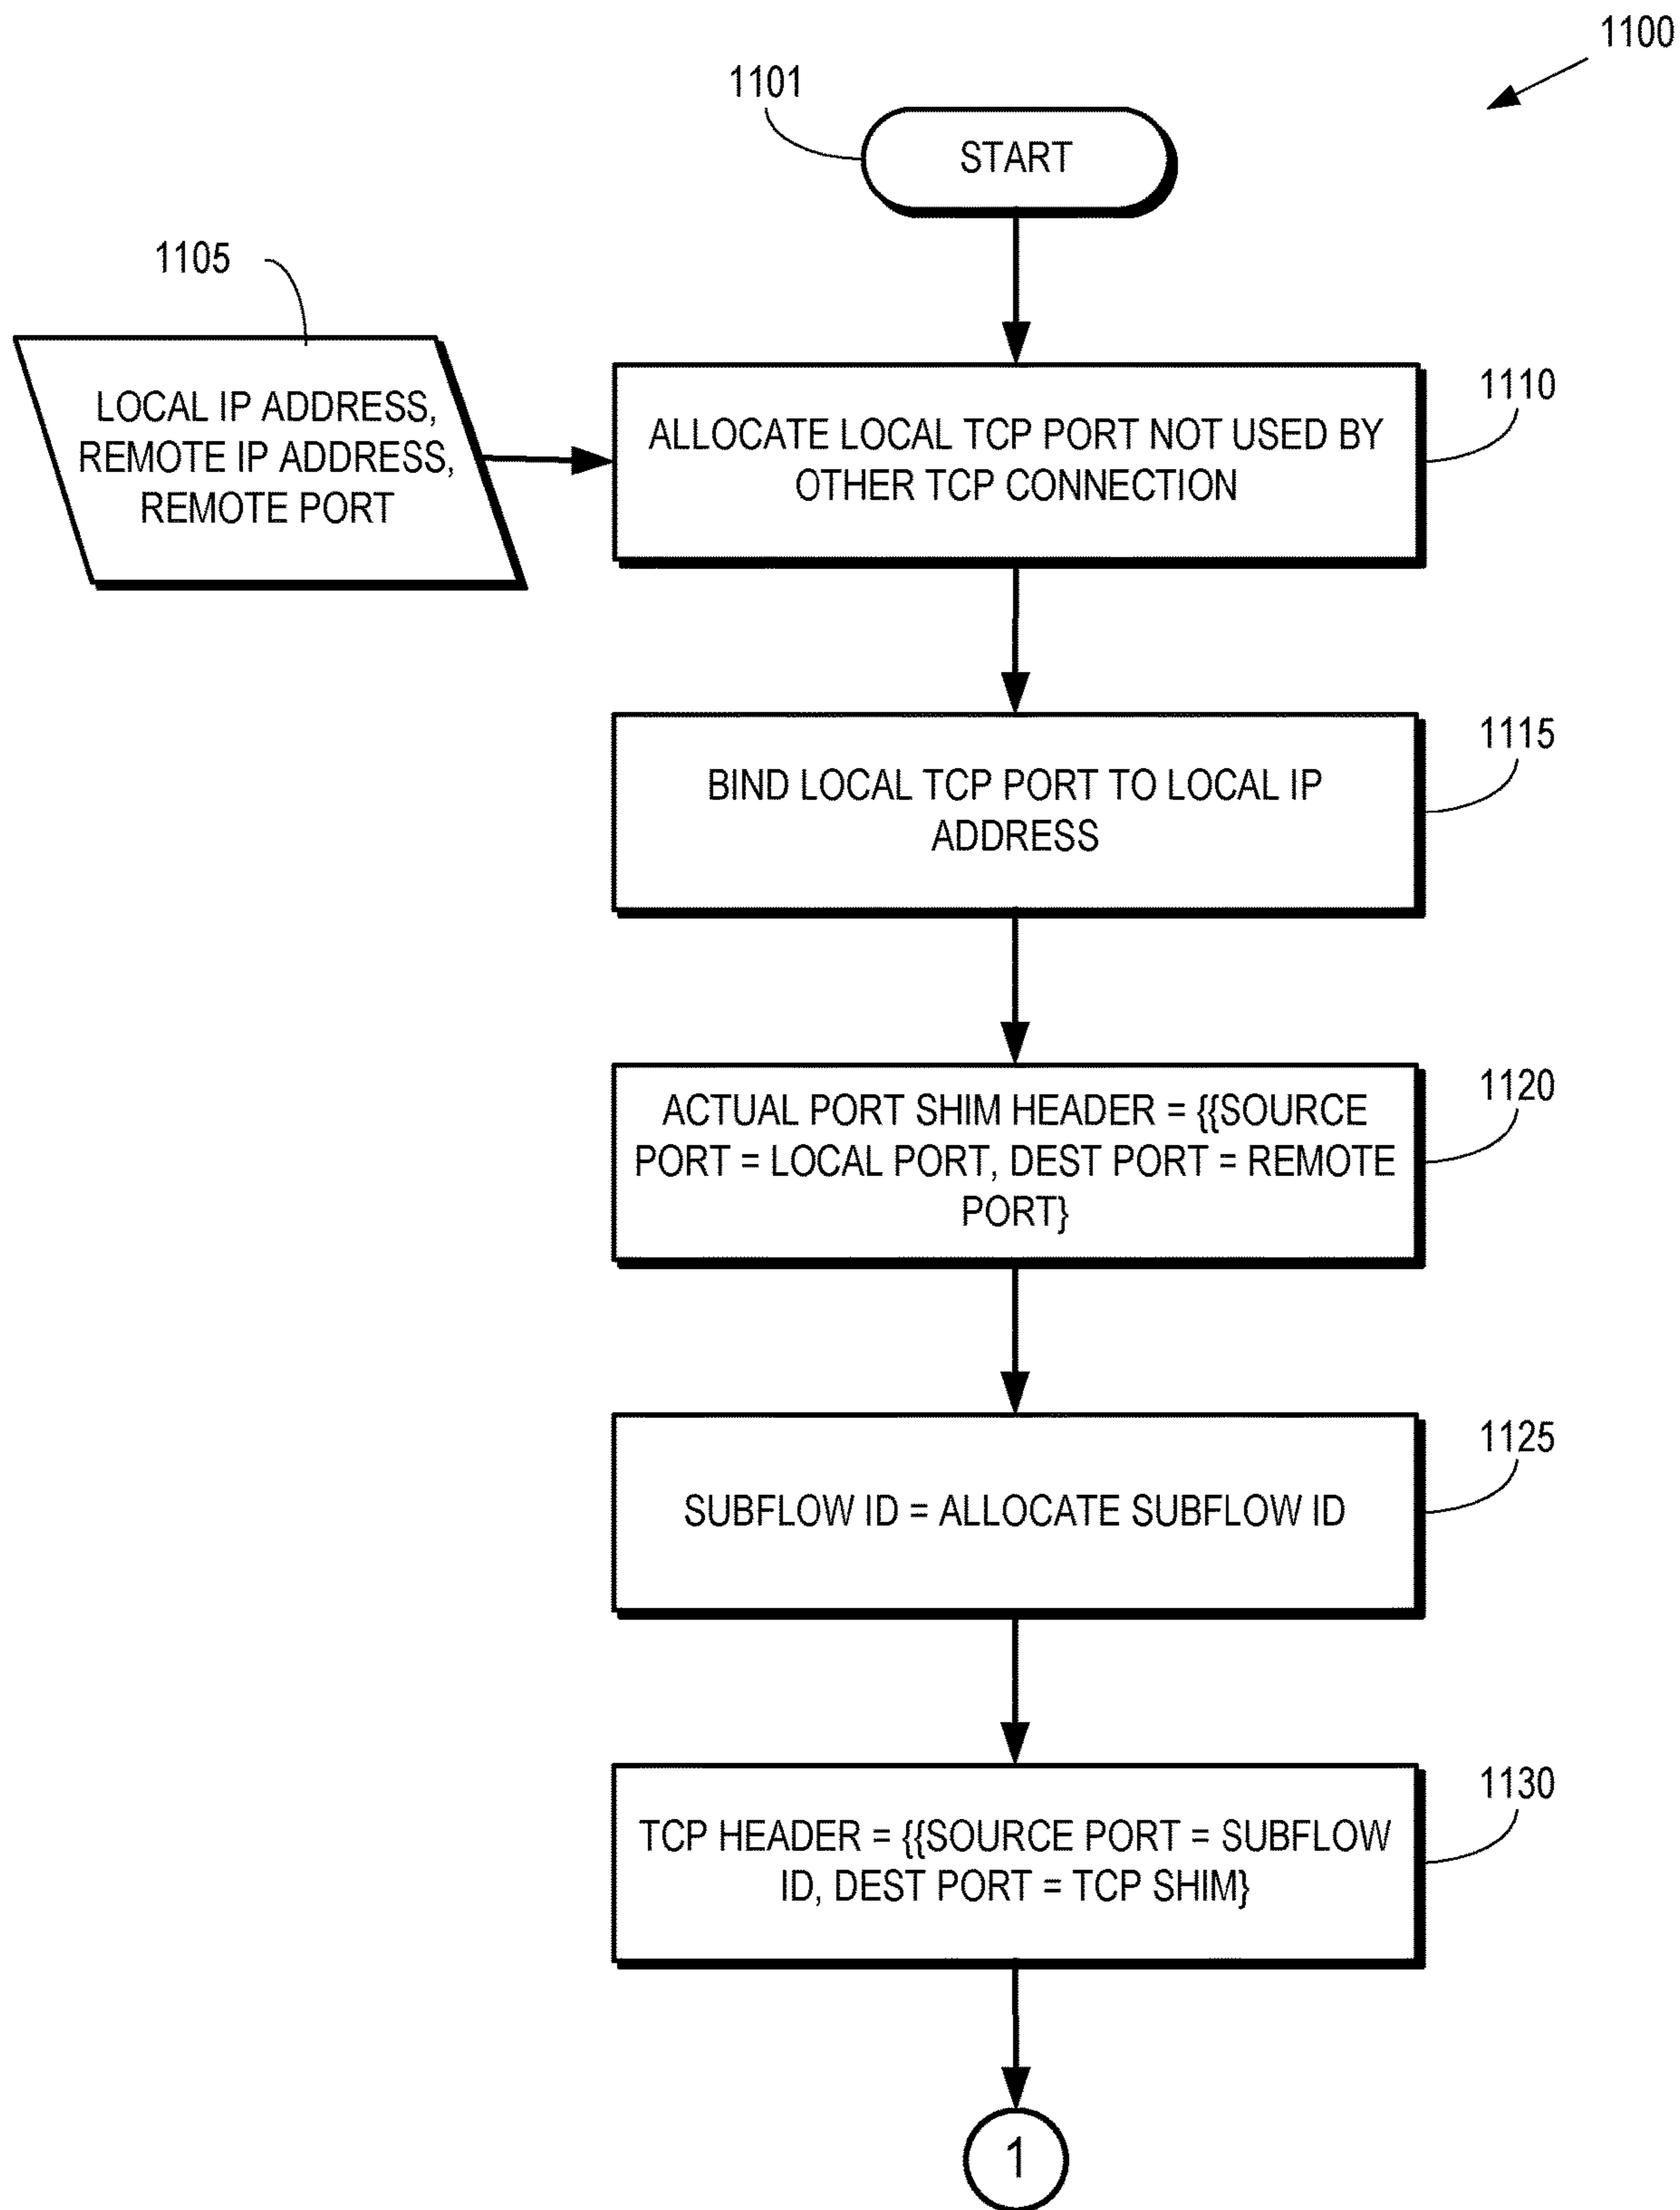 1100
1101
START
1105
LOCAL IP ADDRESS,
REMOTE IP ADDRESS,
REMOTE PORT
1110
ALLOCATE LOCAL TCP PORT NOT USED BY
OTHER TCP CONNECTION
1115
BIND LOCAL TCP PORT TO LOCAL IP
ADDRESS
1120
ACTUAL PORT SHIM HEADER = {{SOURCE
PORT = LOCAL PORT, DEST PORT = REMOTE
PORT}
1125
SUBFLOW ID = ALLOCATE SUBFLOW ID
1130
TCP HEADER = {{SOURCE PORT = SUBFLOW
ID, DEST PORT = TCP SHIM}
1